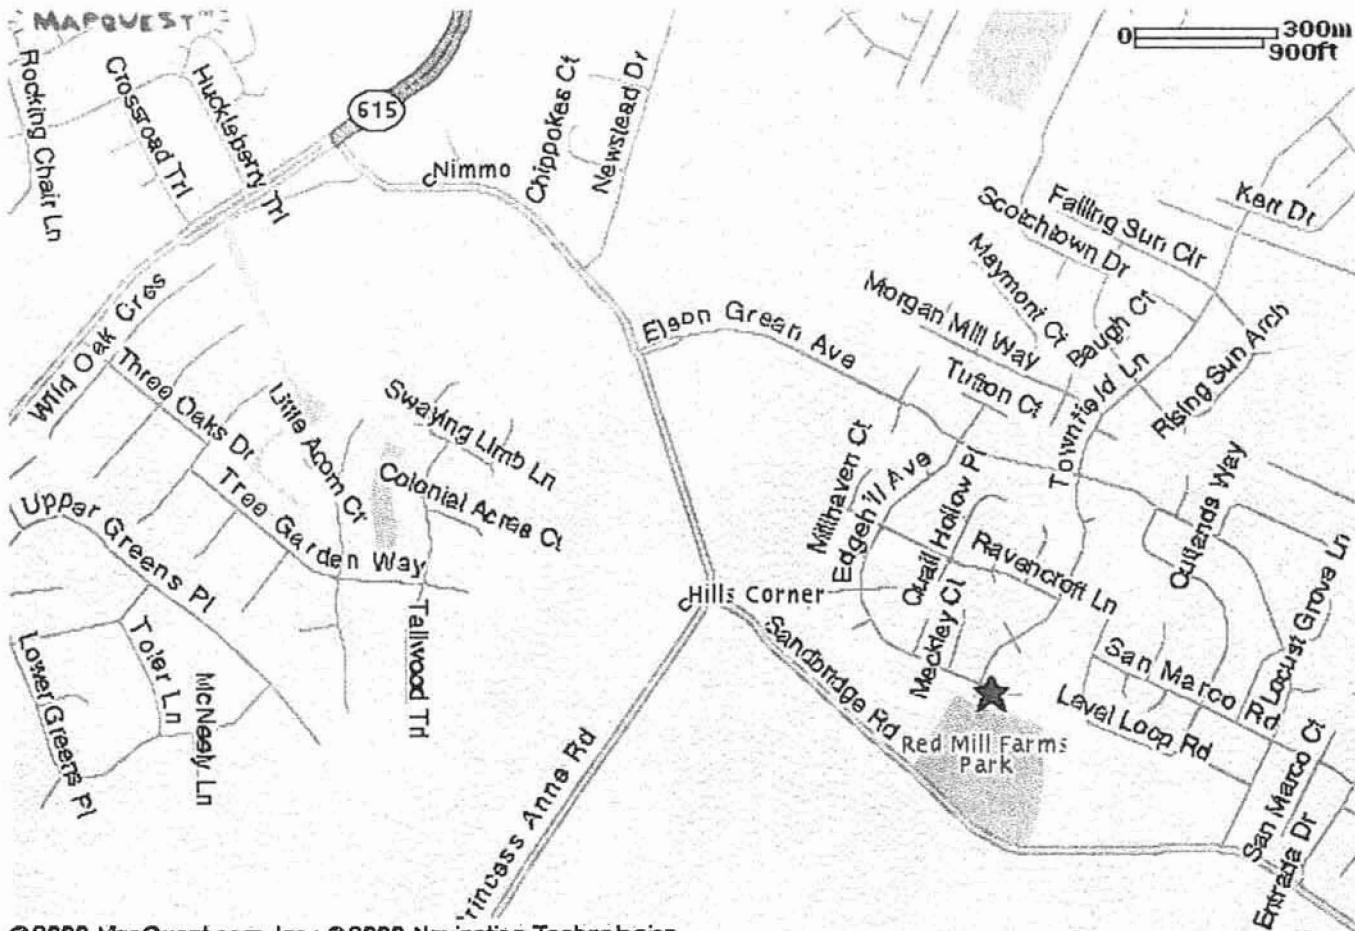 MAPQUEST
0 300m
900ft
615
Rocking Chair Ln
Crossroad Trl
Huckleberry Trl
Nimmo
Chippokes Ct
Newstead Dr
Kerr Dr
Falling Sun Cir
Scotchtown Dr
Maymont Ct
Morgan Mill Way
Baugh Ct
Rising Sun Arch
Elson Green Ave
Tufton Ct
Townfield Ln
Wild Oak Cres
Three Oaks Dr
Little Acorn Cr
Swaying Limb Ln
Colonial Acres Ct
Tree Garden Way
Upper Greens Pl
Lower Greens Pl
Toler Ln
McNeely Ln
Tallwood Trl
Millhaven Ct
Edgehill Ave
Quail Hollow Pl
Ravencroft Ln
Outlands Way
Locust Grove Ln
Hills Corner
Meckley Ct
Sandbridge Rd
San Marco Rd
Laval Loop Rd
Red Mill Farms
Park
Princess Anne Rd
San Marco Ct
Entrada Dr